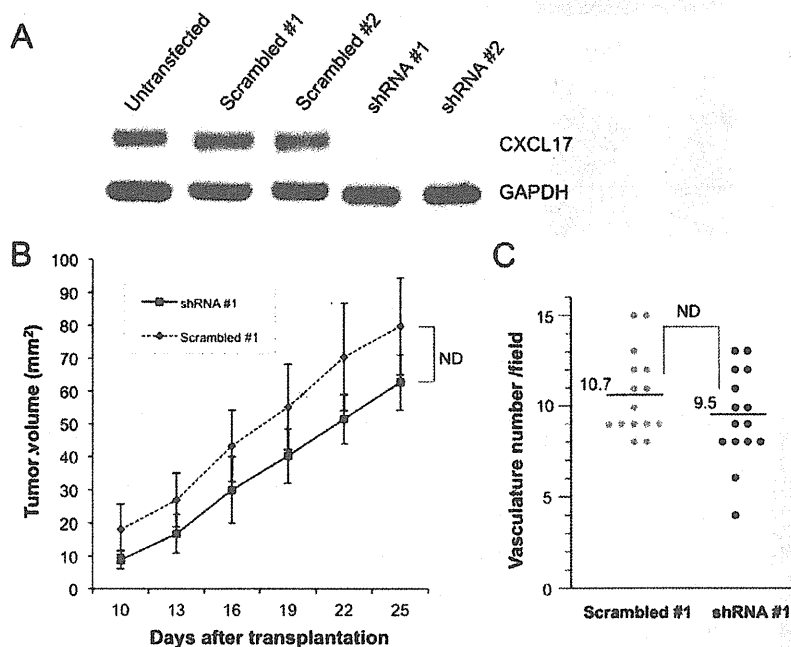 A
Untransfected
Scrambled #1
Scrambled #2
shRNA #1
shRNA #2
CXCL17
GAPDH
B
100
90
80
70
60
50
40
30
20
10
0
Tumor volume (mm²)
shRNA #1
Scrambled #1
ND
10 13 16 19 22 25
Days after transplantation
C
15
10
5
0
Vasculature number /field
ND
10.7
9.5
Scrambled #1 shRNA #1